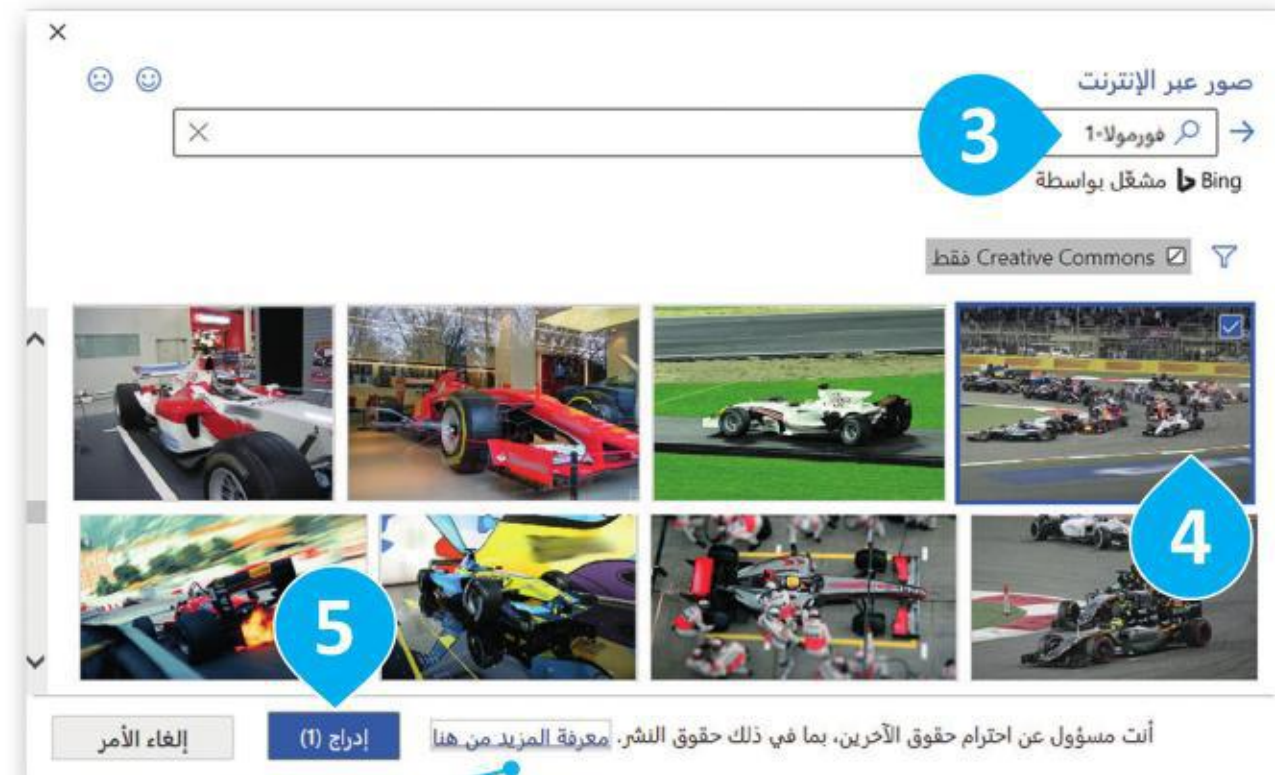 صور عبر الإنترنت
3
فورمولا-1
مشغّل بواسطة Bing
Creative Commons فقط
4
5
أنت مسؤول عن احترام حقوق الآخرين، بما في ذلك حقوق النشر. معرفة المزيد من هنا
إدراج (1)
إلغاء الأمر